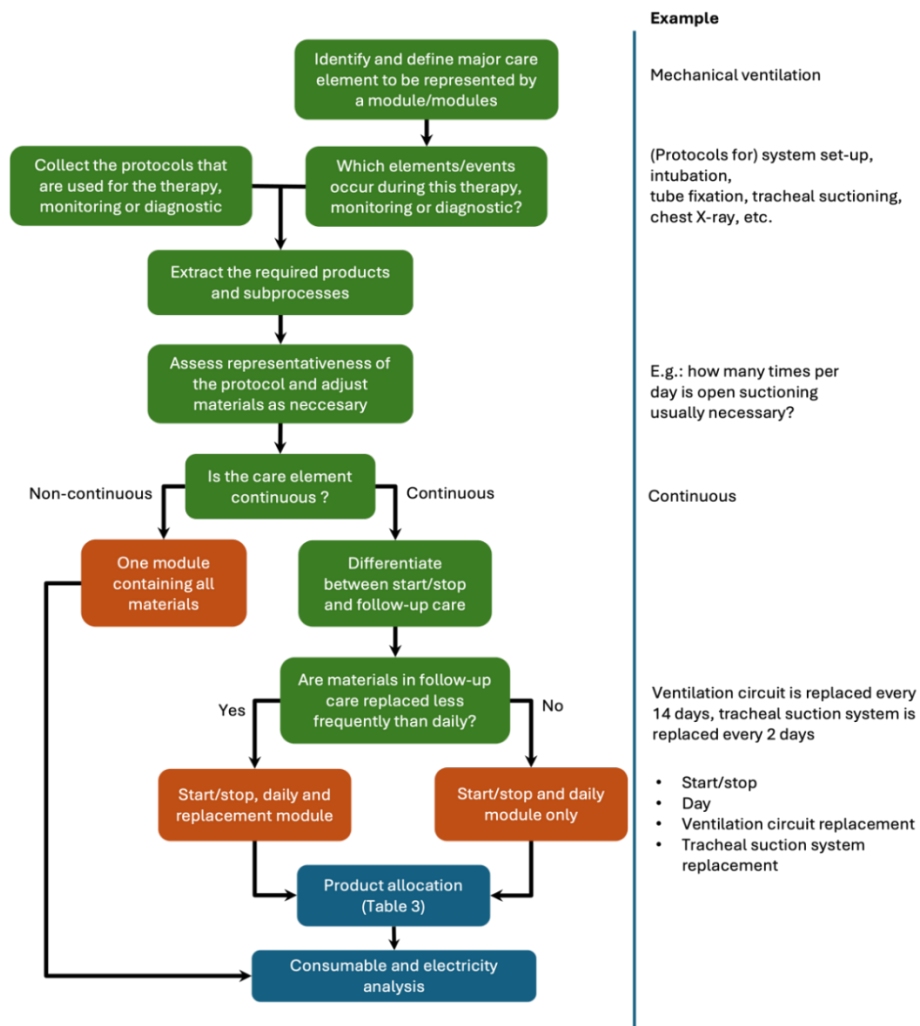 Example
Identify and define major care
element to be represented by
a module/modules
Mechanical ventilation
Collect the protocols that
are used for the therapy,
monitoring or diagnostic
Which elements/events
occur during this therapy,
monitoring or diagnostic?
(Protocols for) system set-up,
intubation,
tube fixation, tracheal suctioning,
chest X-ray, etc.
Extract the required products
and subprocesses
Assess representativeness of
the protocol and adjust
materials as neccesary
E.g.: how many times per
day is open suctioning
usually necessary?
Is the care element
continuous ?
Non-continuous
Continuous
Continuous
One module
containing all
materials
Differentiate
between start/stop
and follow-up care
Are materials in follow-up
care replaced less
frequently than daily?
Yes
No
Ventilation circuit is replaced every
14 days, tracheal suction system is
replaced every 2 days
Start/stop, daily and
replacement module
Start/stop and daily
module only
• Start/stop
• Day
• Ventilation circuit replacement
• Tracheal suction system
replacement
Product allocation
(Table 3)
Consumable and electricity
analysis